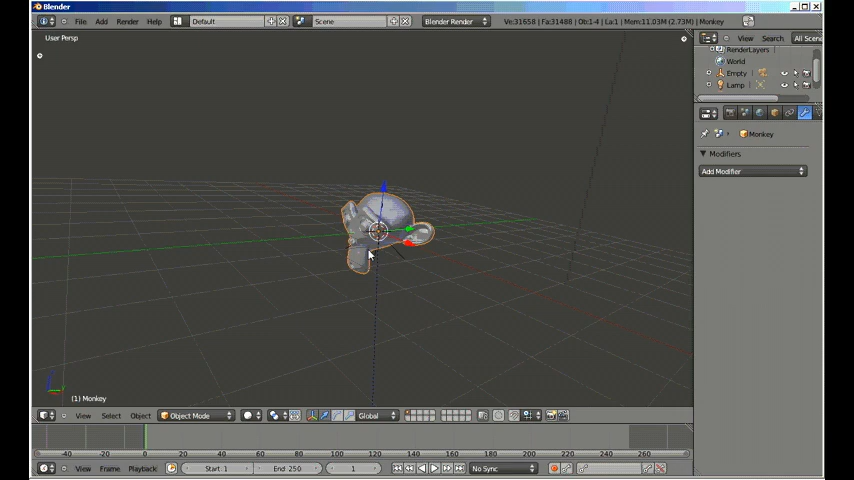 Blender
File Add Render Help Default Scene Blender Render Ve:31658 | Fa:31488 | Ob:1-4 | La:1 | Mem:11.03M (2.73M) | Monkey
User Persp
View Search All Scen
RenderLayers
World
Empty
Lamp
Monkey
Modifiers
Add Modifier
(1) Monkey
View Select Object Object Mode Global
-40 -20 0 20 40 60 80 100 120 140 160 180 200 220 240 260
View Frame Playback Start: 1 End: 250 1 No Sync